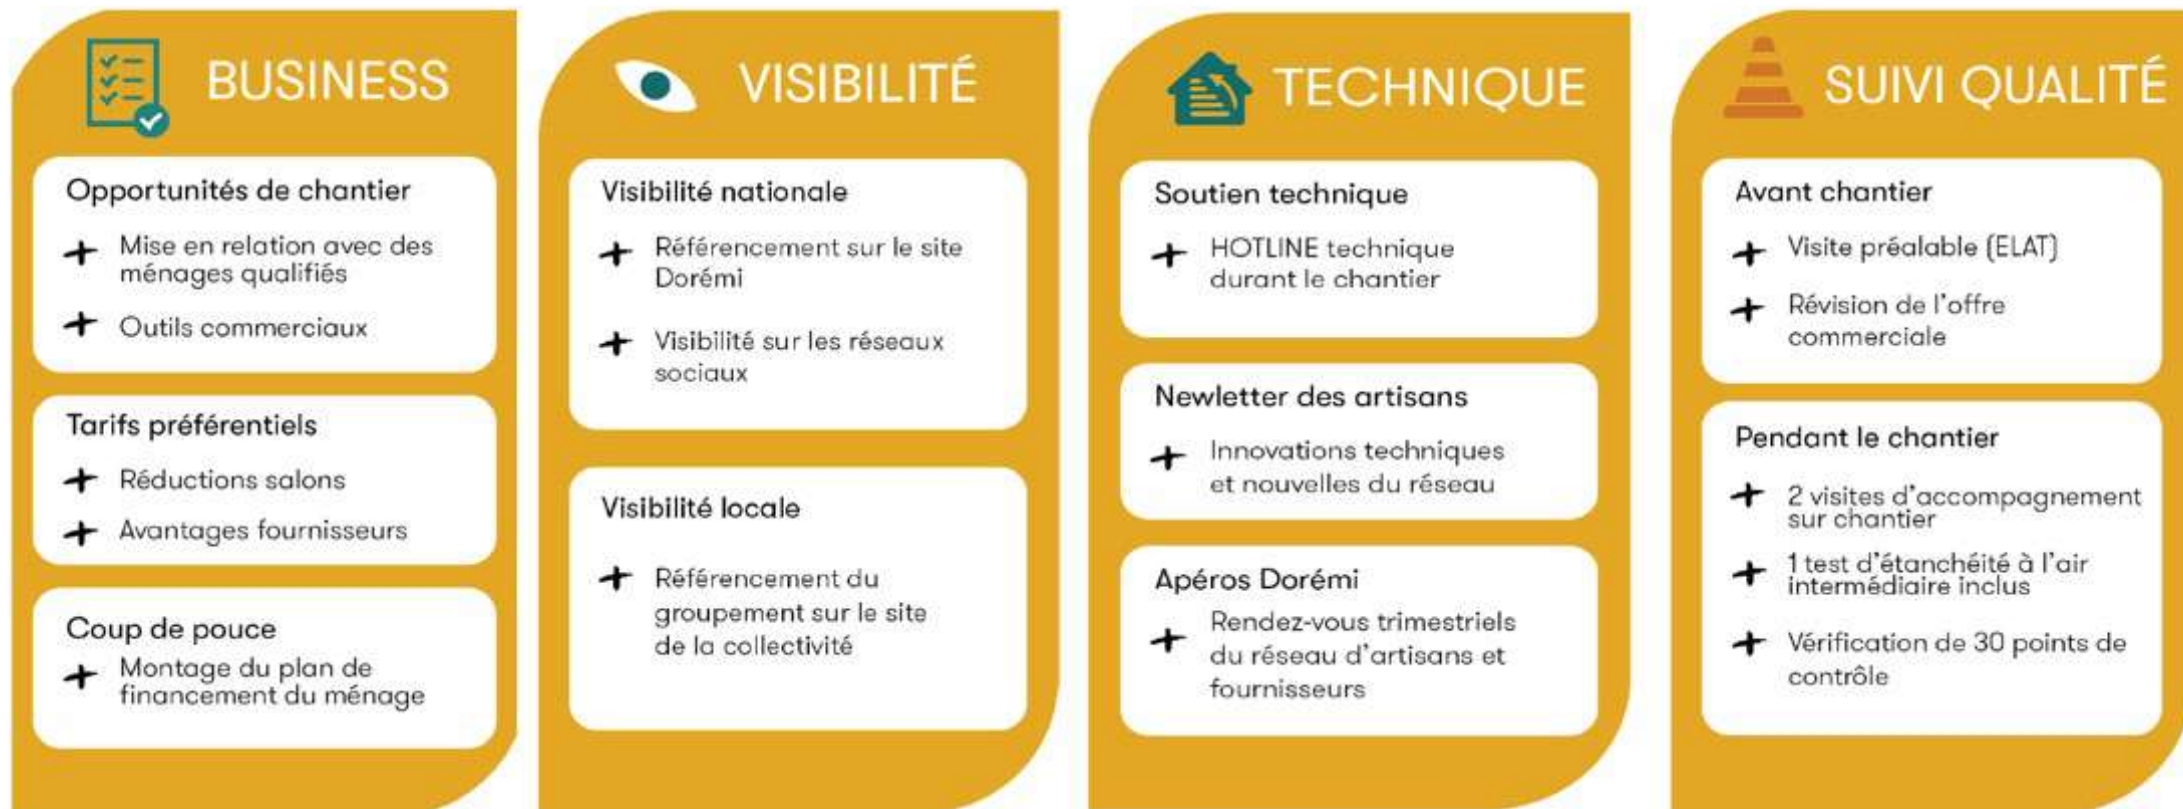 BUSINESS
Opportunités de chantier
Mise en relation avec des
ménages qualifiés
Outils commerciaux
Tarifs préférentiels
Réductions salons
Avantages fournisseurs
Coup de pouce
Montage du plan de
financement du ménage
VISIBILITÉ
Visibilité nationale
Référencement sur le site
Dorémi
Visibilité sur les réseaux
sociaux
Visibilité locale
Référencement du
groupement sur le site
de la collectivité
TECHNIQUE
Soutien technique
HOTLINE technique
durant le chantier
Newletter des artisans
Innovations techniques
et nouvelles du réseau
Apéros Dorémi
Rendez-vous trimestriels
du réseau d'artisans et
fournisseurs
SUIVI QUALITÉ
Avant chantier
Visite préalable (ELAT)
Révision de l'offre
commerciale
Pendant le chantier
2 visites d'accompagnement
sur chantier
1 test d'étanchéité à l'air
intermédiaire inclus
Vérification de 30 points de
contrôle